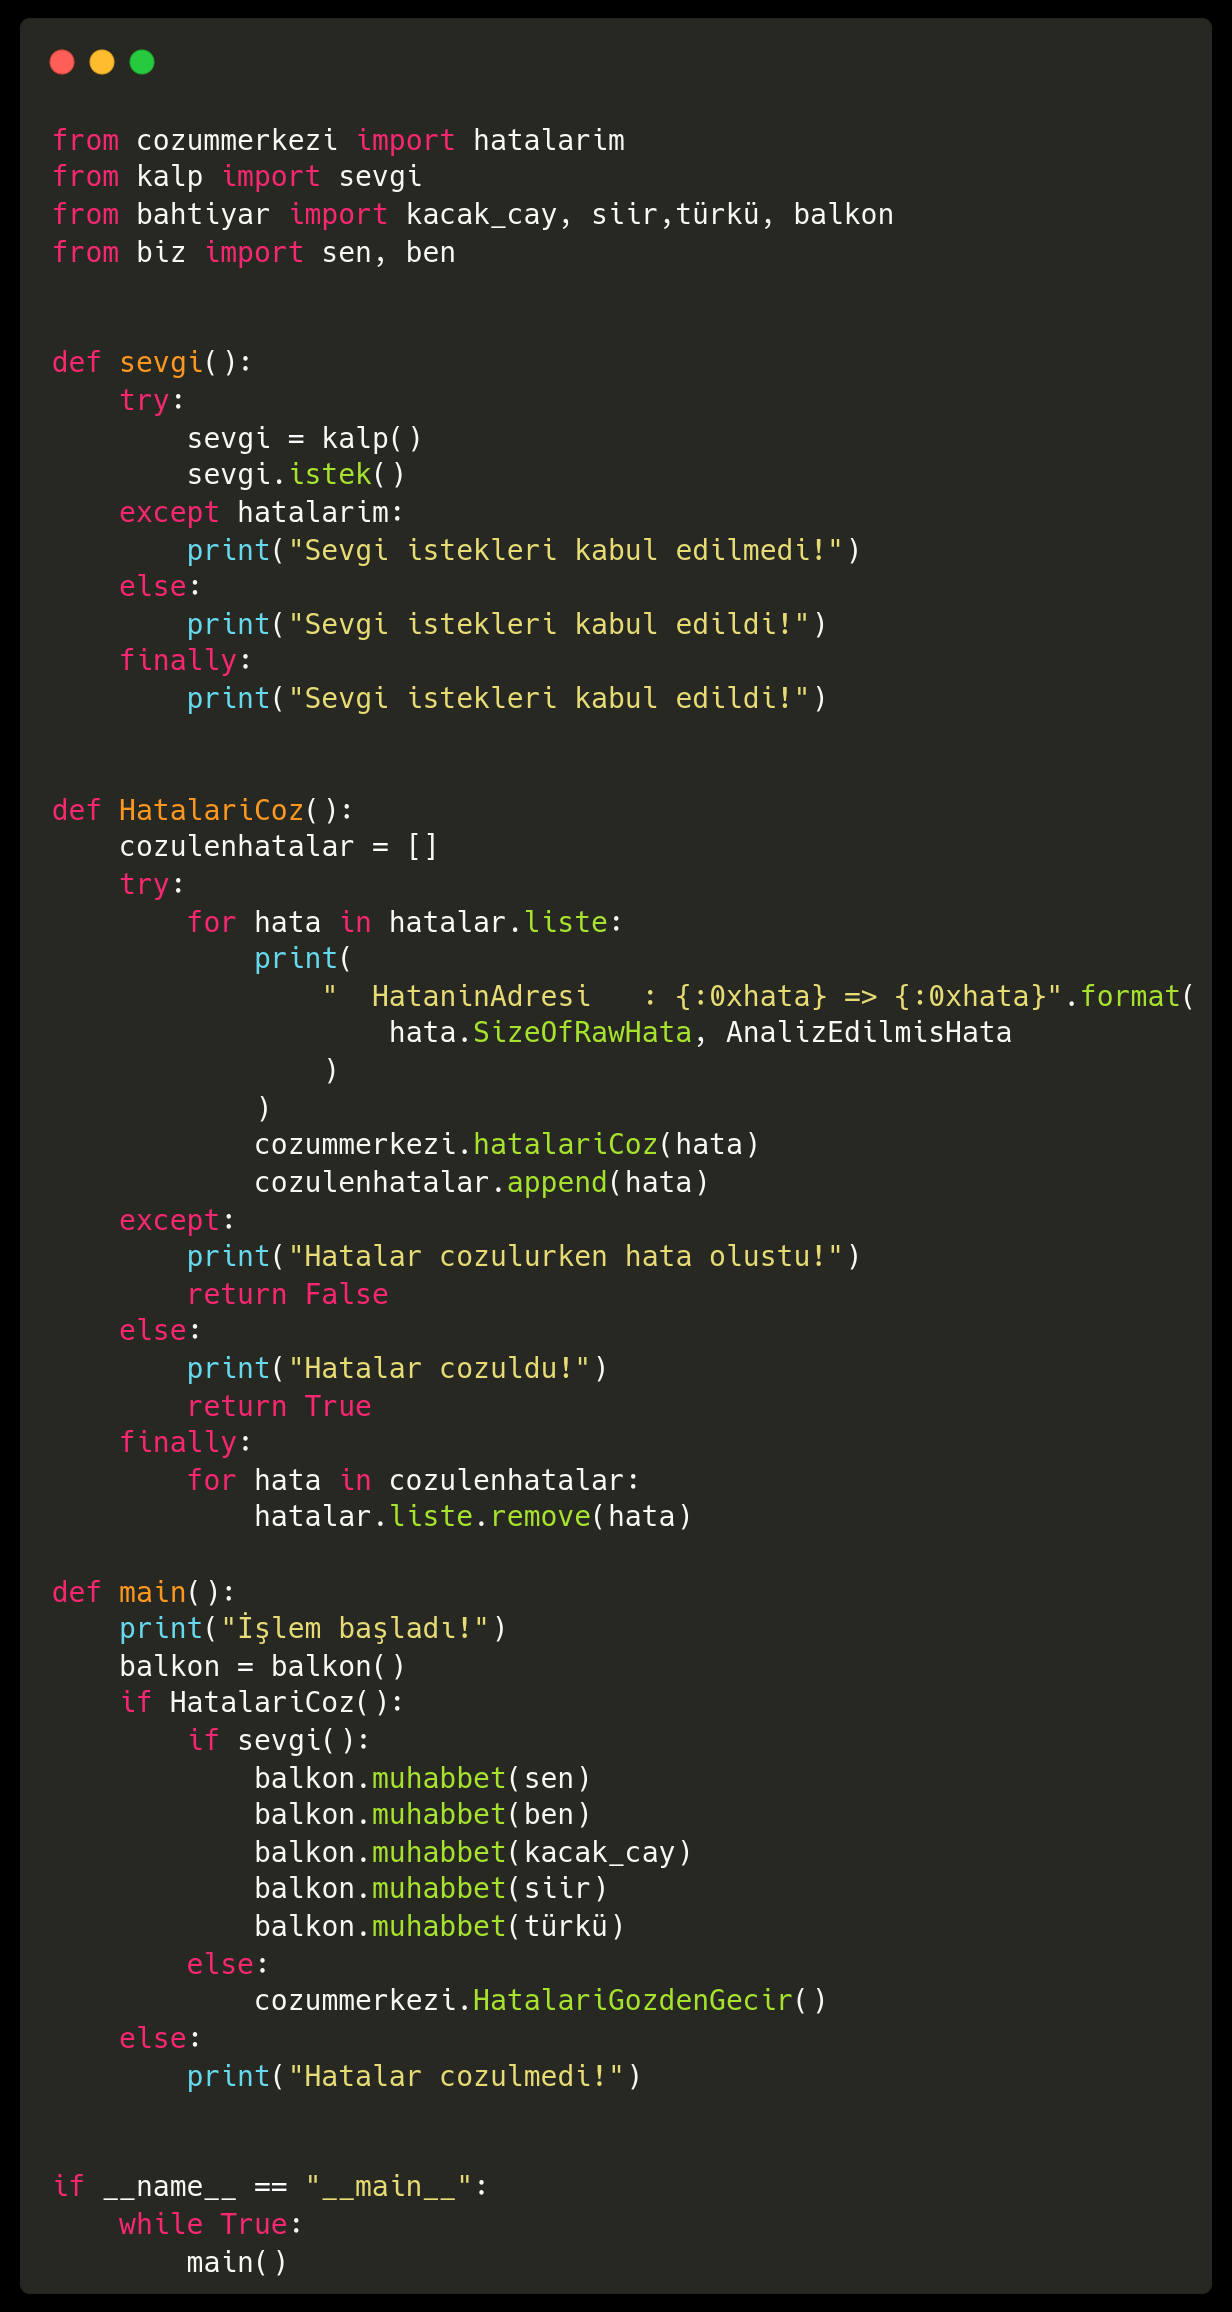 from cozummerkezi import hatalarim
from kalp import sevgi
from bahtiyar import kacak_cay, siir,türkü, balkon
from biz import sen, ben
def sevgi():
    try:
        sevgi = kalp()
        sevgi.istek()
    except hatalarim:
        print("Sevgi istekleri kabul edilmedi!")
    else:
        print("Sevgi istekleri kabul edildi!")
    finally:
        print("Sevgi istekleri kabul edildi!")
def HatalariCoz():
    cozulenhatalar = []
    try:
        for hata in hatalar.liste:
            print(
                "  HataninAdresi   : {:0xhata} => {:0xhata}".format(
                    hata.SizeOfRawHata, AnalizEdilmisHata
                )
            )
            cozummerkezi.hatalariCoz(hata)
            cozulenhatalar.append(hata)
    except:
        print("Hatalar cozulurken hata olustu!")
        return False
    else:
        print("Hatalar cozuldu!")
        return True
    finally:
        for hata in cozulenhatalar:
            hatalar.liste.remove(hata)
def main():
    print("İşlem başladı!")
    balkon = balkon()
    if HatalariCoz():
        if sevgi():
            balkon.muhabbet(sen)
            balkon.muhabbet(ben)
            balkon.muhabbet(kacak_cay)
            balkon.muhabbet(siir)
            balkon.muhabbet(türkü)
        else:
            cozummerkezi.HatalariGozdenGecir()
    else:
        print("Hatalar cozulmedi!")
if __name__ == "__main__":
    while True:
        main()